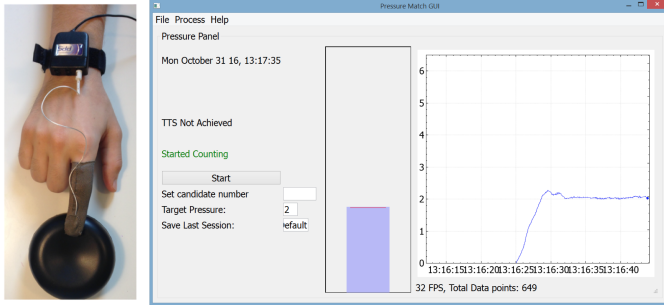 Pressure Match GUI
File Process Help
Pressure Panel
Mon October 31 16, 13:17:35
TTS Not Achieved
Started Counting
Start
Set candidate number
Target Pressure: 2
Save Last Session: Default
6
5
4
3
2
1
0
13:16:15 13:16:20 13:16:25 13:16:30 13:16:35 13:16:40
32 FPS, Total Data points: 649